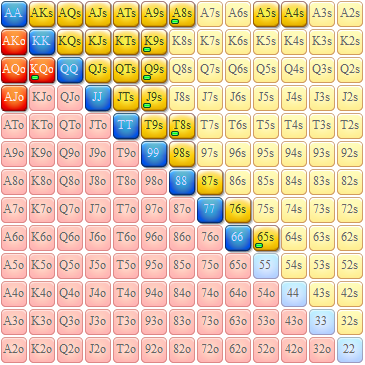 AA AKs AQs AJs ATs A9s A8s A7s A6s A5s A4s A3s A2s
AKo KK KQs KJs KTs K9s K8s K7s K6s K5s K4s K3s K2s
AQo KQo QQ QJs QTs Q9s Q8s Q7s Q6s Q5s Q4s Q3s Q2s
AJo KJo QJo JJ JTs J9s J8s J7s J6s J5s J4s J3s J2s
ATo KTo QTo JTo TT T9s T8s T7s T6s T5s T4s T3s T2s
A9o K9o Q9o J9o T9o 99 98s 97s 96s 95s 94s 93s 92s
A8o K8o Q8o J8o T8o 98o 88 87s 86s 85s 84s 83s 82s
A7o K7o Q7o J7o T7o 97o 87o 77 76s 75s 74s 73s 72s
A6o K6o Q6o J6o T6o 96o 86o 76o 66 65s 64s 63s 62s
A5o K5o Q5o J5o T5o 95o 85o 75o 65o 55 54s 53s 52s
A4o K4o Q4o J4o T4o 94o 84o 74o 64o 54o 44 43s 42s
A3o K3o Q3o J3o T3o 93o 83o 73o 63o 53o 43o 33 32s
A2o K2o Q2o J2o T2o 92o 82o 72o 62o 52o 42o 32o 22